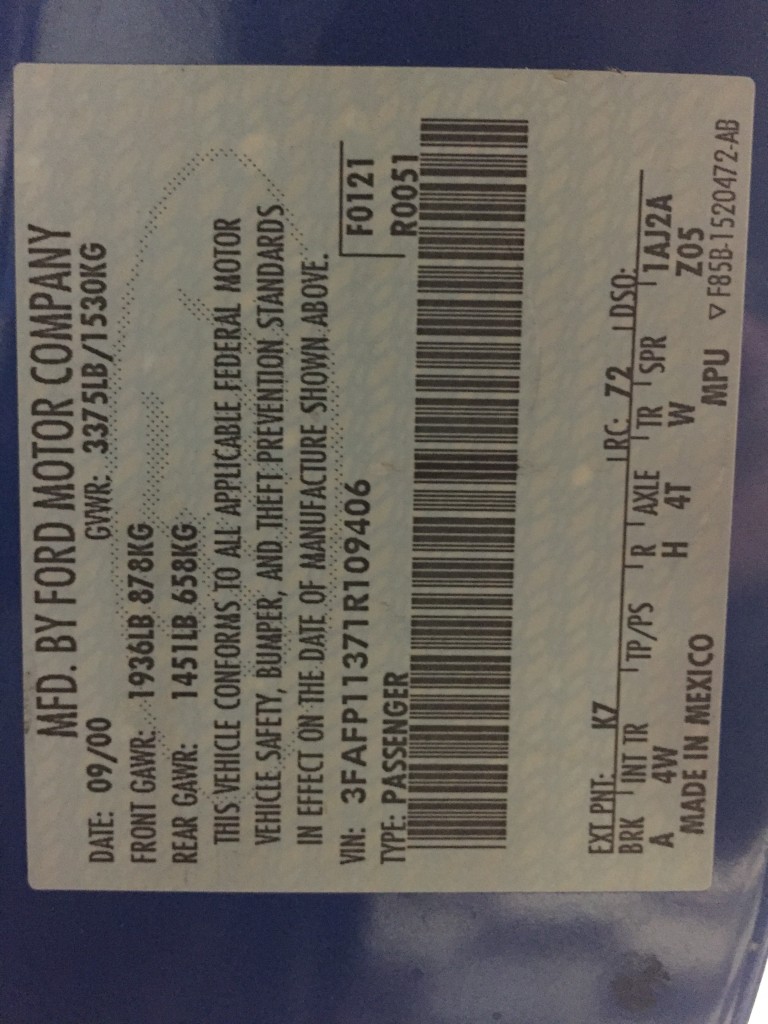 MFD. BY FORD MOTOR COMPANY
DATE: 09/00 GVWR: 3375LB/1530KG
FRONT GAWR: 1936LB 878KG
REAR GAWR: 1451LB 658KG
THIS VEHICLE CONFORMS TO ALL APPLICABLE FEDERAL MOTOR
VEHICLE SAFETY, BUMPER, AND THEFT PREVENTION STANDARDS
IN EFFECT ON THE DATE OF MANUFACTURE SHOWN ABOVE.
VIN: 3FAFP11371R109406 F0121
TYPE: PASSENGER R0051
EXT PNT: K7 RC: 72 DSO:
BRK INT TR TP/PS R AXLE TR SPR 1AJ2A
A 4W H 4T W Z05
MADE IN MEXICO MPU ▽ F85B-1520472-AB